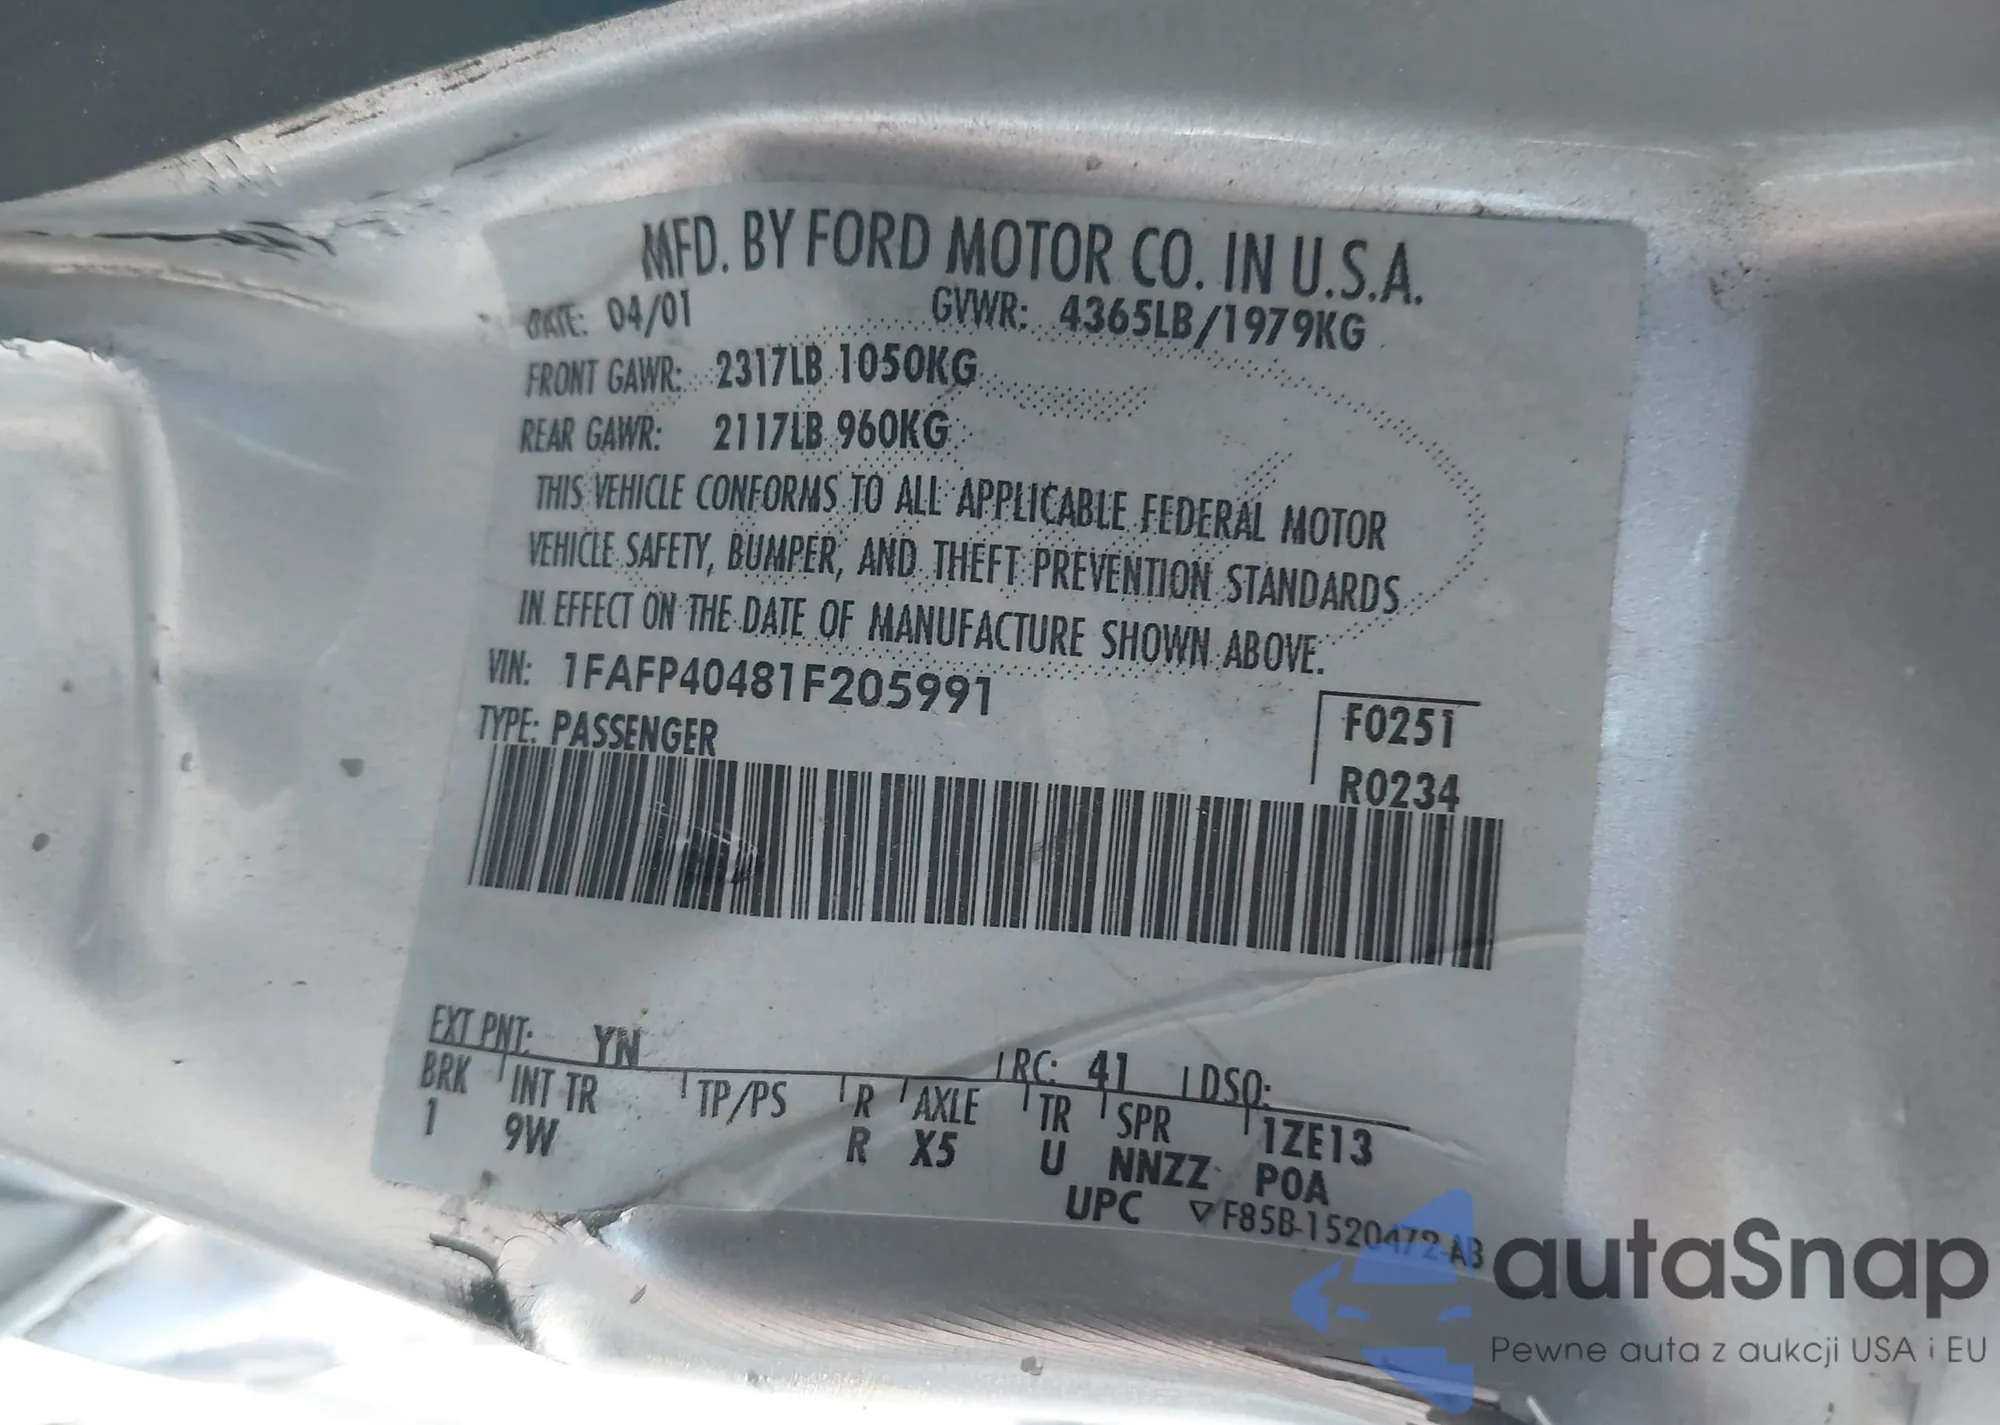 MFD. BY FORD MOTOR CO. IN U.S.A.
DATE: 04/01 GVWR: 4365LB/1979KG
FRONT GAWR: 2317LB 1050KG
REAR GAWR: 2117LB 960KG
THIS VEHICLE CONFORMS TO ALL APPLICABLE FEDERAL MOTOR
VEHICLE SAFETY, BUMPER, AND THEFT PREVENTION STANDARDS
IN EFFECT ON THE DATE OF MANUFACTURE SHOWN ABOVE.
VIN: 1FAFP40481F205991
TYPE: PASSENGER
F0251
R0234
EXT PNT: YN RC: 41 DSO:
BRK INT TR TP/PS R AXLE TR SPR 1ZE13
1 9W R X5 U NNZZ P0A
UPC ▽F85B-1520472-AB
autaSnap
Pewne auta z aukcji USA i EU